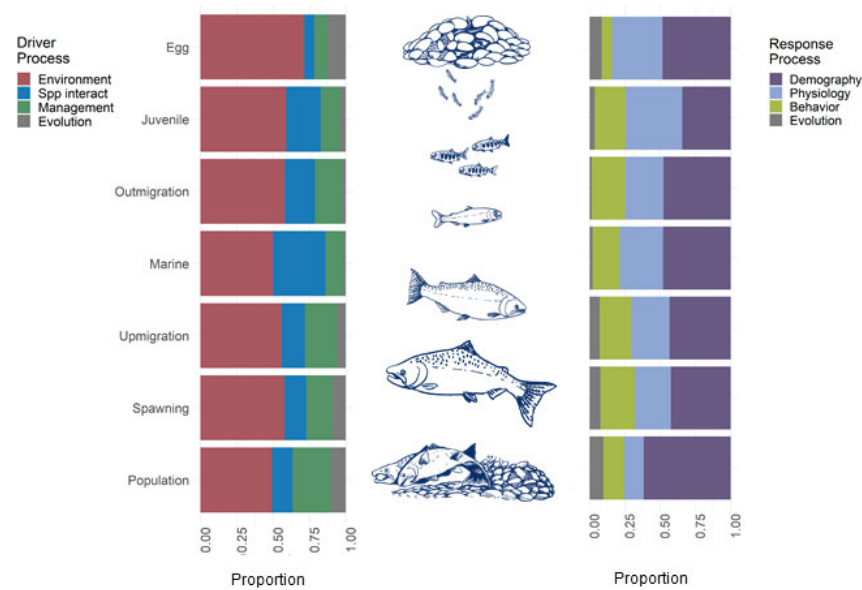 Driver
Process
Environment
Spp interact
Management
Evolution
Egg
Juvenile
Outmigration
Marine
Upmigration
Spawning
Population
0.00
0.25
0.50
0.75
1.00
Proportion
Response
Process
Demography
Physiology
Behavior
Evolution
0.00
0.25
0.50
0.75
1.00
Proportion